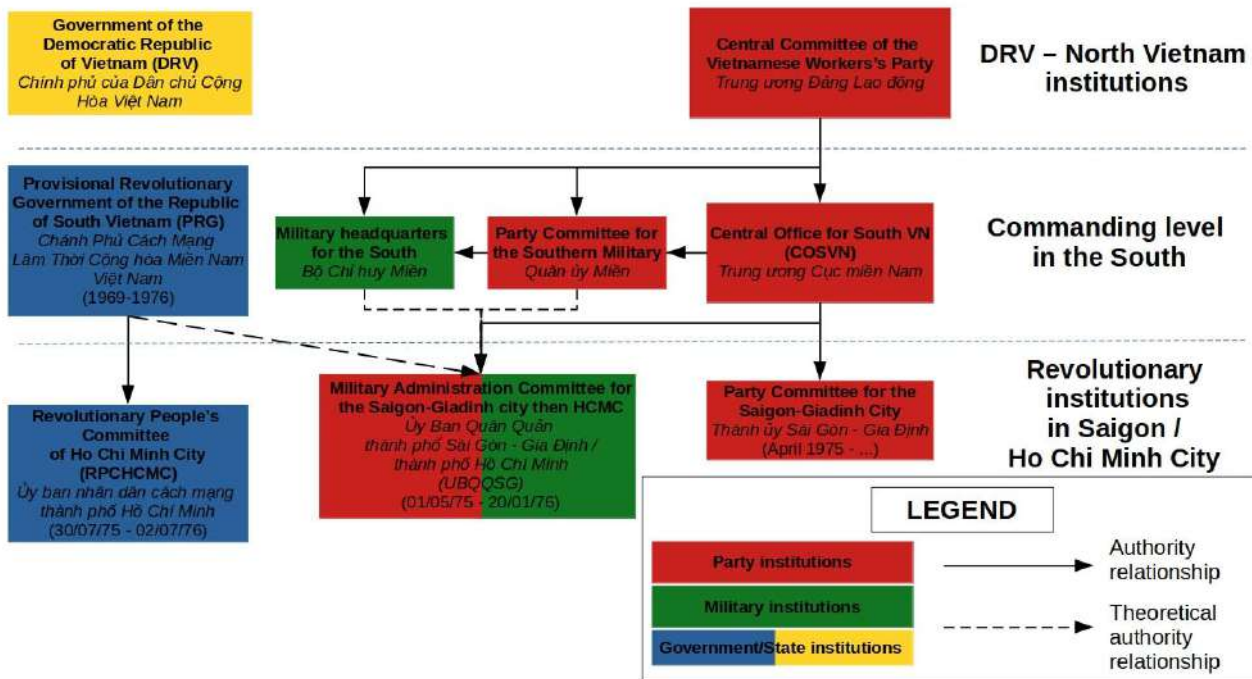 Government of the
Democratic Republic
of Vietnam (DRV)
Chính phủ của Dân chủ Cộng
Hòa Việt Nam
Central Committee of the
Vietnamese Workers's Party
Trung ương Đảng Lao động
DRV – North Vietnam
institutions
Provisional Revolutionary
Government of the Republic
of South Vietnam (PRG)
Chánh Phủ Cách Mạng
Lâm Thời Cộng hòa Miền Nam
Việt Nam
(1969-1976)
Military headquarters
for the South
Bộ Chỉ huy Miền
Party Committee for
the Southern Military
Quân ủy Miền
Central Office for South VN
(COSVN)
Trung ương Cục miền Nam
Commanding level
in the South
Revolutionary People's
Committee
of Ho Chi Minh City
(RPCHCMC)
Ủy ban nhân dân cách mạng
thành phố Hồ Chí Minh
(30/07/75 - 02/07/76)
Military Administration Committee for
the Saigon-Giadinh city then HCMC
Ủy Ban Quân Quản
thành phố Sài Gòn - Gia Định /
thành phố Hồ Chí Minh
(UBQQSG)
(01/05/75 - 20/01/76)
Party Committee for the
Saigon-Giadinh City
Thành ủy Sài Gòn - Gia Định
(April 1975 - ...)
Revolutionary
institutions
in Saigon /
Ho Chi Minh City
LEGEND
Party institutions
Military institutions
Government/State institutions
Authority
relationship
Theoretical
authority
relationship